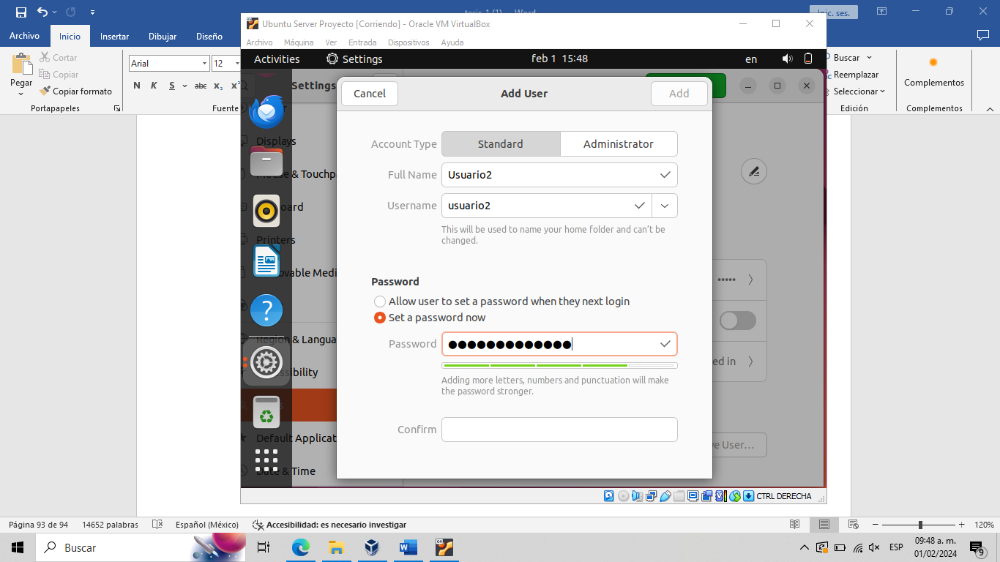 tesis 1 (1) - Word
Inic. ses.
Archivo Inicio Insertar Dibujar Diseño
Cortar
Copiar
Copiar formato
Pegar
Portapapeles
Arial 12
N K S abc x₂ x²
Fuente
Buscar
Reemplazar
Seleccionar
Edición
Complementos
Complementos
Ubuntu Server Proyecto [Corriendo] - Oracle VM VirtualBox
Archivo Máquina Ver Entrada Dispositivos Ayuda
Activities Settings feb 1 15:48 en
Settings
Displays
Mouse & Touchp
oard
Printers
ovable Medi
Region & Langua
ssibility
Default Applicat
Date & Time
Cancel Add User Add
Account Type Standard Administrator
Full Name Usuario2
Username usuario2
This will be used to name your home folder and can't be
changed.
Password
Allow user to set a password when they next login
Set a password now
Password ●●●●●●●●●●●●●
Adding more letters, numbers and punctuation will make
the password stronger.
Confirm
•••••
ed in
ve User...
CTRL DERECHA
Página 93 de 94 14652 palabras Español (México) Accesibilidad: es necesario investigar 120%
Buscar
ESP
09:48 a. m.
01/02/2024
9